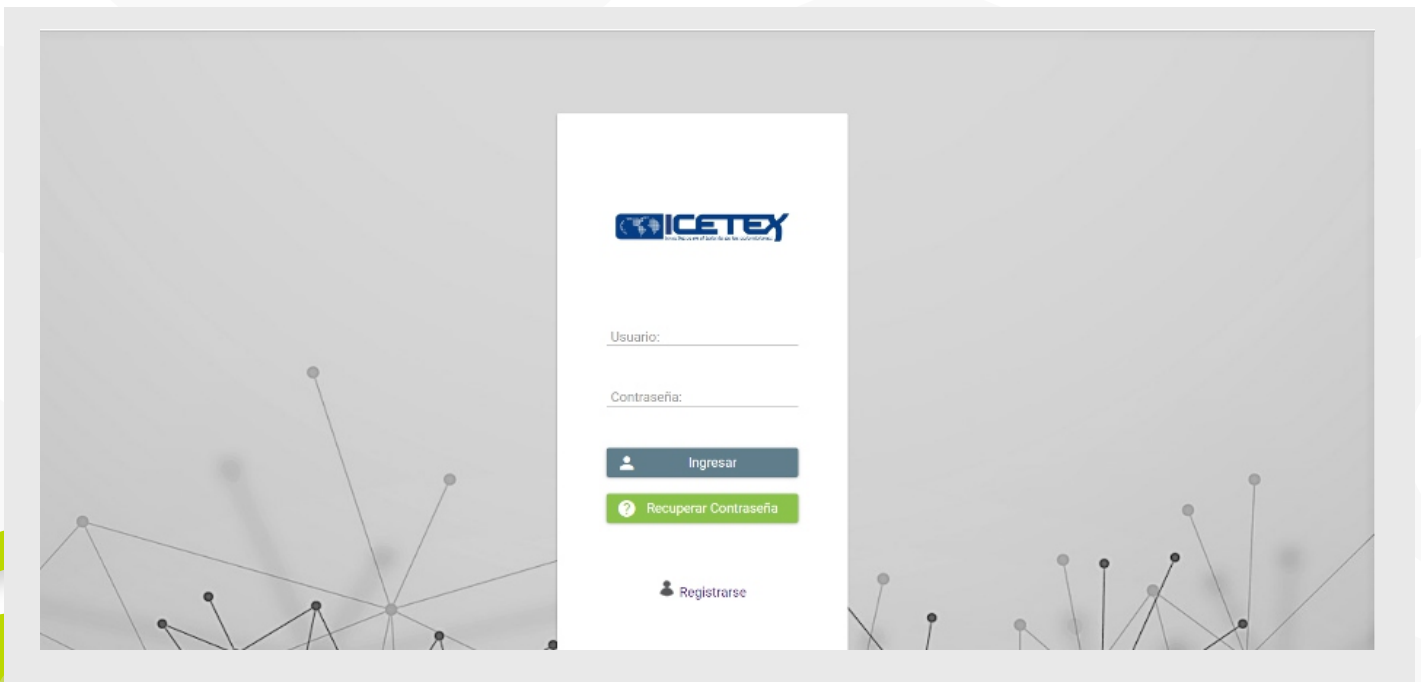 ICETEX
Usuario:
Contraseña:
Ingresar
Recuperar Contraseña
Registrarse